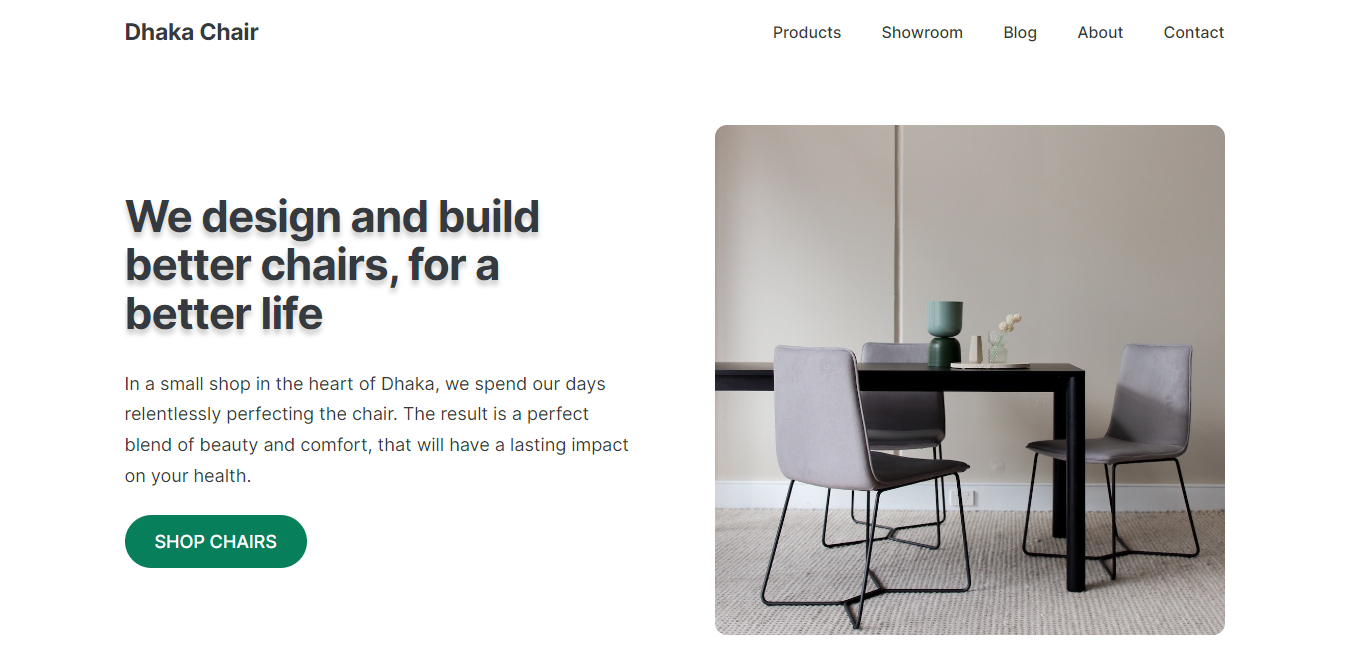 Dhaka Chair
Products Showroom Blog About Contact
We design and build
better chairs, for a
better life
In a small shop in the heart of Dhaka, we spend our days
relentlessly perfecting the chair. The result is a perfect
blend of beauty and comfort, that will have a lasting impact
on your health.
SHOP CHAIRS